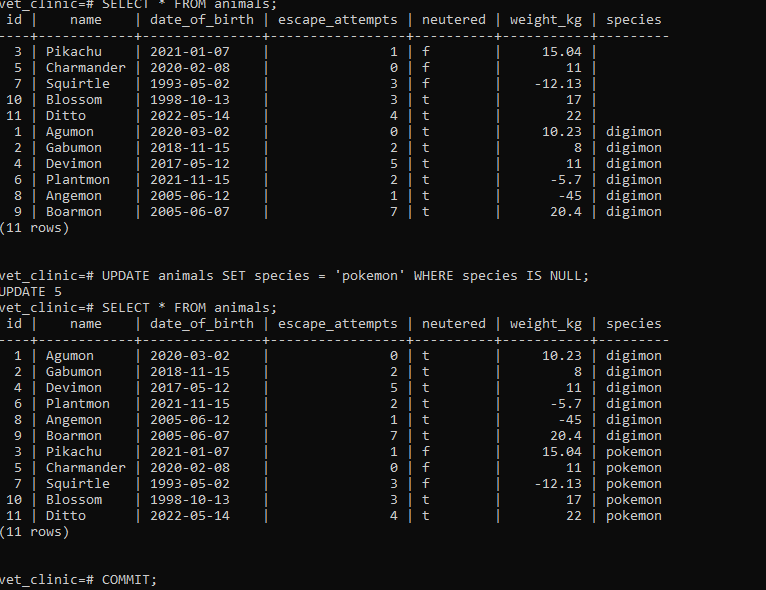 vet_clinic=# SELECT * FROM animals;
 id |    name    | date_of_birth | escape_attempts | neutered | weight_kg | species
----+------------+---------------+-----------------+----------+-----------+---------
  3 | Pikachu    | 2021-01-07    |               1 | f        |     15.04 |
  5 | Charmander | 2020-02-08    |               0 | f        |        11 |
  7 | Squirtle   | 1993-05-02    |               3 | f        |    -12.13 |
 10 | Blossom    | 1998-10-13    |               3 | t        |        17 |
 11 | Ditto      | 2022-05-14    |               4 | t        |        22 |
  1 | Agumon     | 2020-03-02    |               0 | t        |     10.23 | digimon
  2 | Gabumon    | 2018-11-15    |               2 | t        |         8 | digimon
  4 | Devimon    | 2017-05-12    |               5 | t        |        11 | digimon
  6 | Plantmon   | 2021-11-15    |               2 | t        |      -5.7 | digimon
  8 | Angemon    | 2005-06-12    |               1 | t        |       -45 | digimon
  9 | Boarmon    | 2005-06-07    |               7 | t        |      20.4 | digimon
(11 rows)
vet_clinic=# UPDATE animals SET species = 'pokemon' WHERE species IS NULL;
UPDATE 5
vet_clinic=# SELECT * FROM animals;
 id |    name    | date_of_birth | escape_attempts | neutered | weight_kg | species
----+------------+---------------+-----------------+----------+-----------+---------
  1 | Agumon     | 2020-03-02    |               0 | t        |     10.23 | digimon
  2 | Gabumon    | 2018-11-15    |               2 | t        |         8 | digimon
  4 | Devimon    | 2017-05-12    |               5 | t        |        11 | digimon
  6 | Plantmon   | 2021-11-15    |               2 | t        |      -5.7 | digimon
  8 | Angemon    | 2005-06-12    |               1 | t        |       -45 | digimon
  9 | Boarmon    | 2005-06-07    |               7 | t        |      20.4 | digimon
  3 | Pikachu    | 2021-01-07    |               1 | f        |     15.04 | pokemon
  5 | Charmander | 2020-02-08    |               0 | f        |        11 | pokemon
  7 | Squirtle   | 1993-05-02    |               3 | f        |    -12.13 | pokemon
 10 | Blossom    | 1998-10-13    |               3 | t        |        17 | pokemon
 11 | Ditto      | 2022-05-14    |               4 | t        |        22 | pokemon
(11 rows)
vet_clinic=# COMMIT;